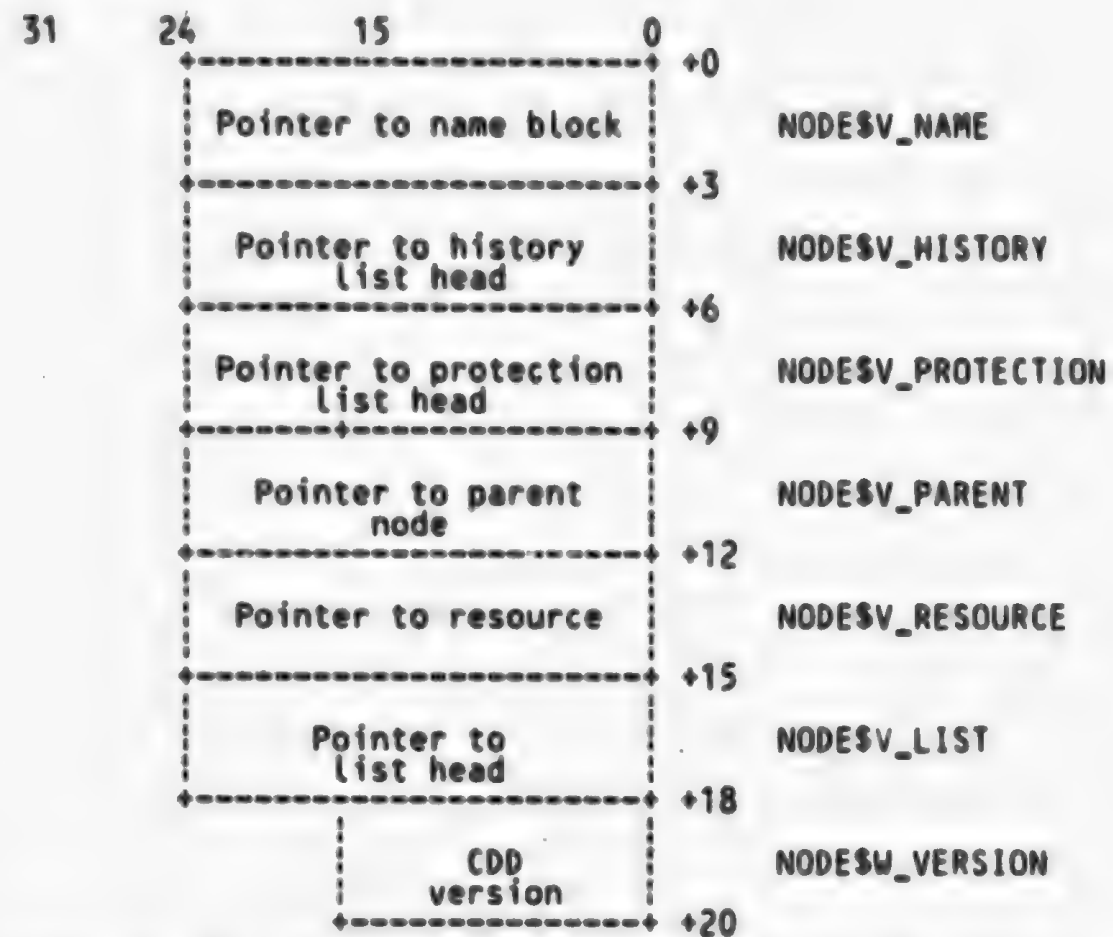 31 24 15 0
+0
Pointer to name block NODE$V_NAME
+3
Pointer to history NODE$V_HISTORY
list head
+6
Pointer to protection NODE$V_PROTECTION
list head
+9
Pointer to parent NODE$V_PARENT
node
+12
Pointer to resource NODE$V_RESOURCE
+15
Pointer to NODE$V_LIST
list head
+18
CDD NODE$W_VERSION
version
+20